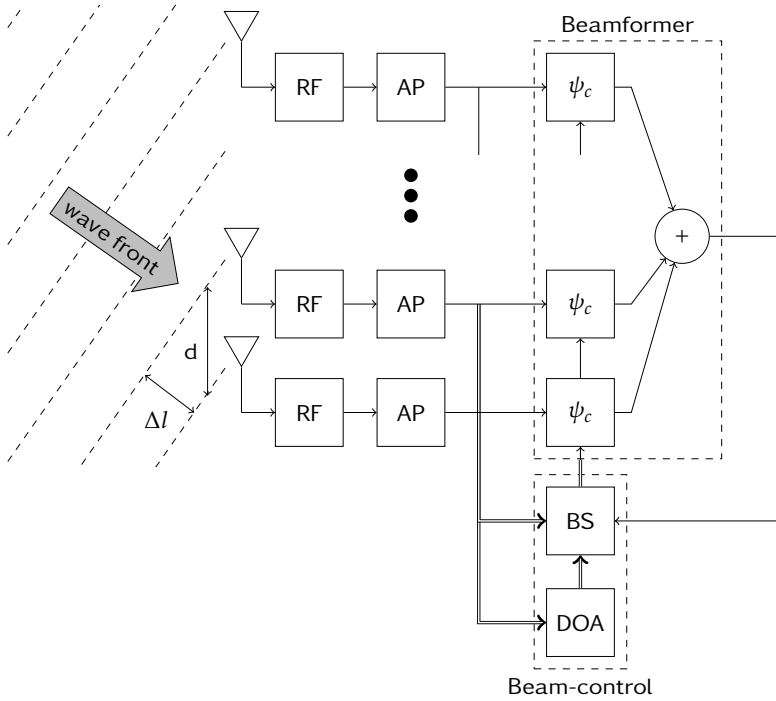 Beamformer
RF
AP
ψc
wave front
+
RF
AP
ψc
d
RF
AP
ψc
Δl
BS
DOA
Beam-control